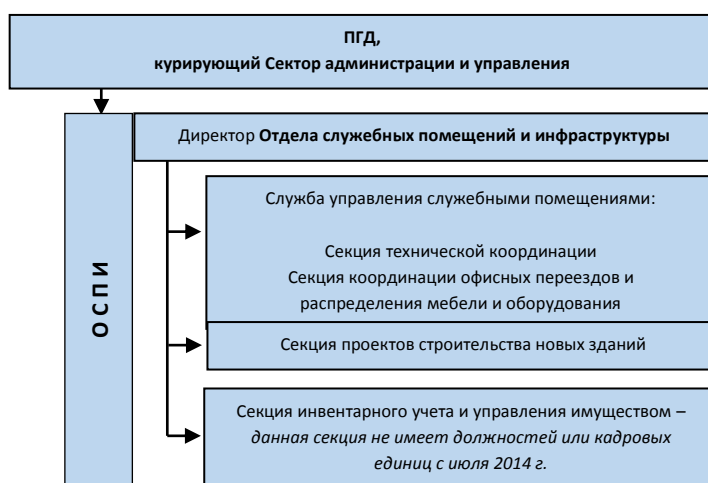 ПГД,
курирующий Сектор администрации и управления
О С П И
Директор Отдела служебных помещений и инфраструктуры
Служба управления служебными помещениями:
Секция технической координации
Секция координации офисных переездов и
распределения мебели и оборудования
Секция проектов строительства новых зданий
Секция инвентарного учета и управления имуществом –
данная секция не имеет должностей или кадровых
единиц с июля 2014 г.